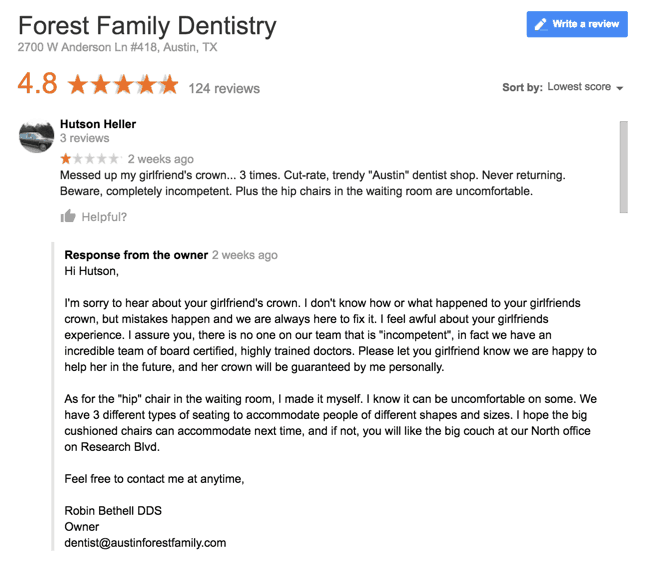 Forest Family Dentistry
Write a review
2700 W Anderson Ln #418, Austin, TX
4.8
124 reviews
Sort by: Lowest score
Hutson Heller
3 reviews
2 weeks ago
Messed up my girlfriend's crown... 3 times. Cut-rate, trendy "Austin" dentist shop. Never returning.
Beware, completely incompetent. Plus the hip chairs in the waiting room are uncomfortable.
Helpful?
Response from the owner 2 weeks ago
Hi Hutson,
I'm sorry to hear about your girlfriend's crown. I don't know how or what happened to your girlfriends
crown, but mistakes happen and we are always here to fix it. I feel awful about your girlfriends
experience. I assure you, there is no one on our team that is "incompetent", in fact we have an
incredible team of board certified, highly trained doctors. Please let you girlfriend know we are happy to
help her in the future, and her crown will be guaranteed by me personally.
As for the "hip" chair in the waiting room, I made it myself. I know it can be uncomfortable on some. We
have 3 different types of seating to accommodate people of different shapes and sizes. I hope the big
cushioned chairs can accommodate next time, and if not, you will like the big couch at our North office
on Research Blvd.
Feel free to contact me at anytime,
Robin Bethell DDS
Owner
dentist@austinforestfamily.com